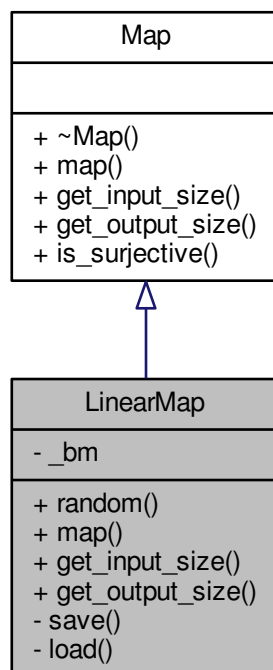 Map
+ ~Map()
+ map()
+ get_input_size()
+ get_output_size()
+ is_surjective()
LinearMap
- _bm
+ random()
+ map()
+ get_input_size()
+ get_output_size()
- save()
- load()